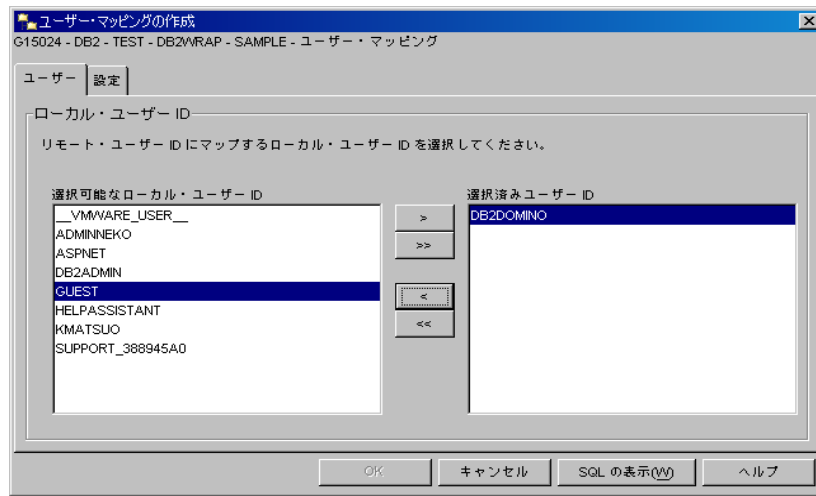 ユーザー・マッピングの作成
G15024 - DB2 - TEST - DB2WRAP - SAMPLE - ユーザー・マッピング
ユーザー 設定
ローカル・ユーザー ID
リモート・ユーザー ID にマップするローカル・ユーザー ID を選択してください。
選択可能なローカル・ユーザー ID
__VMWARE_USER__
ADMINNEKO
ASPNET
DB2ADMIN
GUEST
HELPASSISTANT
KMATSUO
SUPPORT_388945A0
>
>>
<
<<
選択済みユーザー ID
DB2DOMINO
OK キャンセル SQL の表示(W) ヘルプ